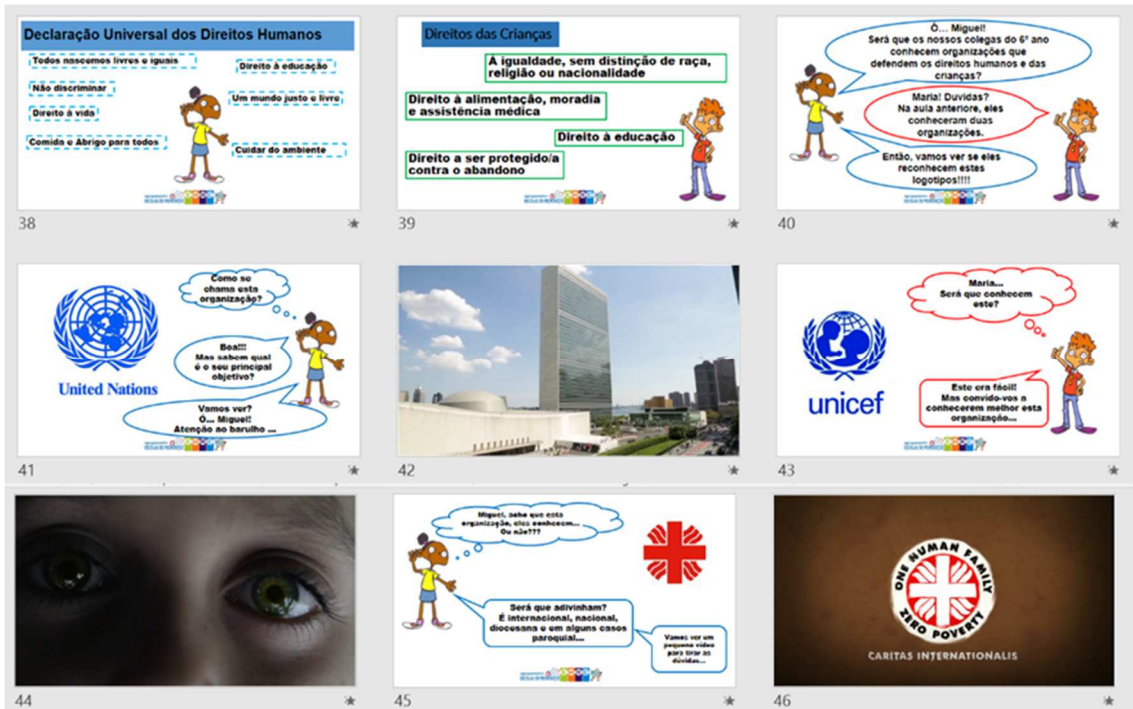 Declaração Universal dos Direitos Humanos
Todos nascemos livres e iguais
Direito à educação
Não discriminar
Um mundo justo e livre
Direito à vida
Comida e Abrigo para todos
Cuidar do ambiente
38
Direitos das Crianças
À igualdade, sem distinção de raça,
religião ou nacionalidade
Direito à alimentação, moradia
e assistência médica
Direito à educação
Direito a ser protegido/a
contra o abandono
39
Ó... Miguel!
Será que os nossos colegas do 6º ano
conhecem organizações que
defendem os direitos humanos e das
crianças?
Maria! Duvidas?
Na aula anteriore, eles
conheceram duas
organizações.
Então, vamos ver se eles
reconhecem estes
logotipos!!!!
40
United Nations
Como se
chama esta
organização?
Boa!!!
Mas sabem qual
é o seu principal
objetivo?
Vamos ver?
Ó... Miguel!
Atenção ao barulho ...
41
42
unicef
Maria...
Será que conhecem
este?
Este era fácil!
Mas convido-vos a
conhecerem melhor esta
organização...
43
44
Miguel, acho que esta
organização, eles conhecem...
Ou não???
Será que adivinham?
É internacional, nacional,
diocesana e em alguns casos
paroquial...
Vamos ver um
pequeno vídeo
para tirar as
dúvidas...
45
ONE HUMAN FAMILY
ZERO POVERTY
CARITAS INTERNATIONALIS
46